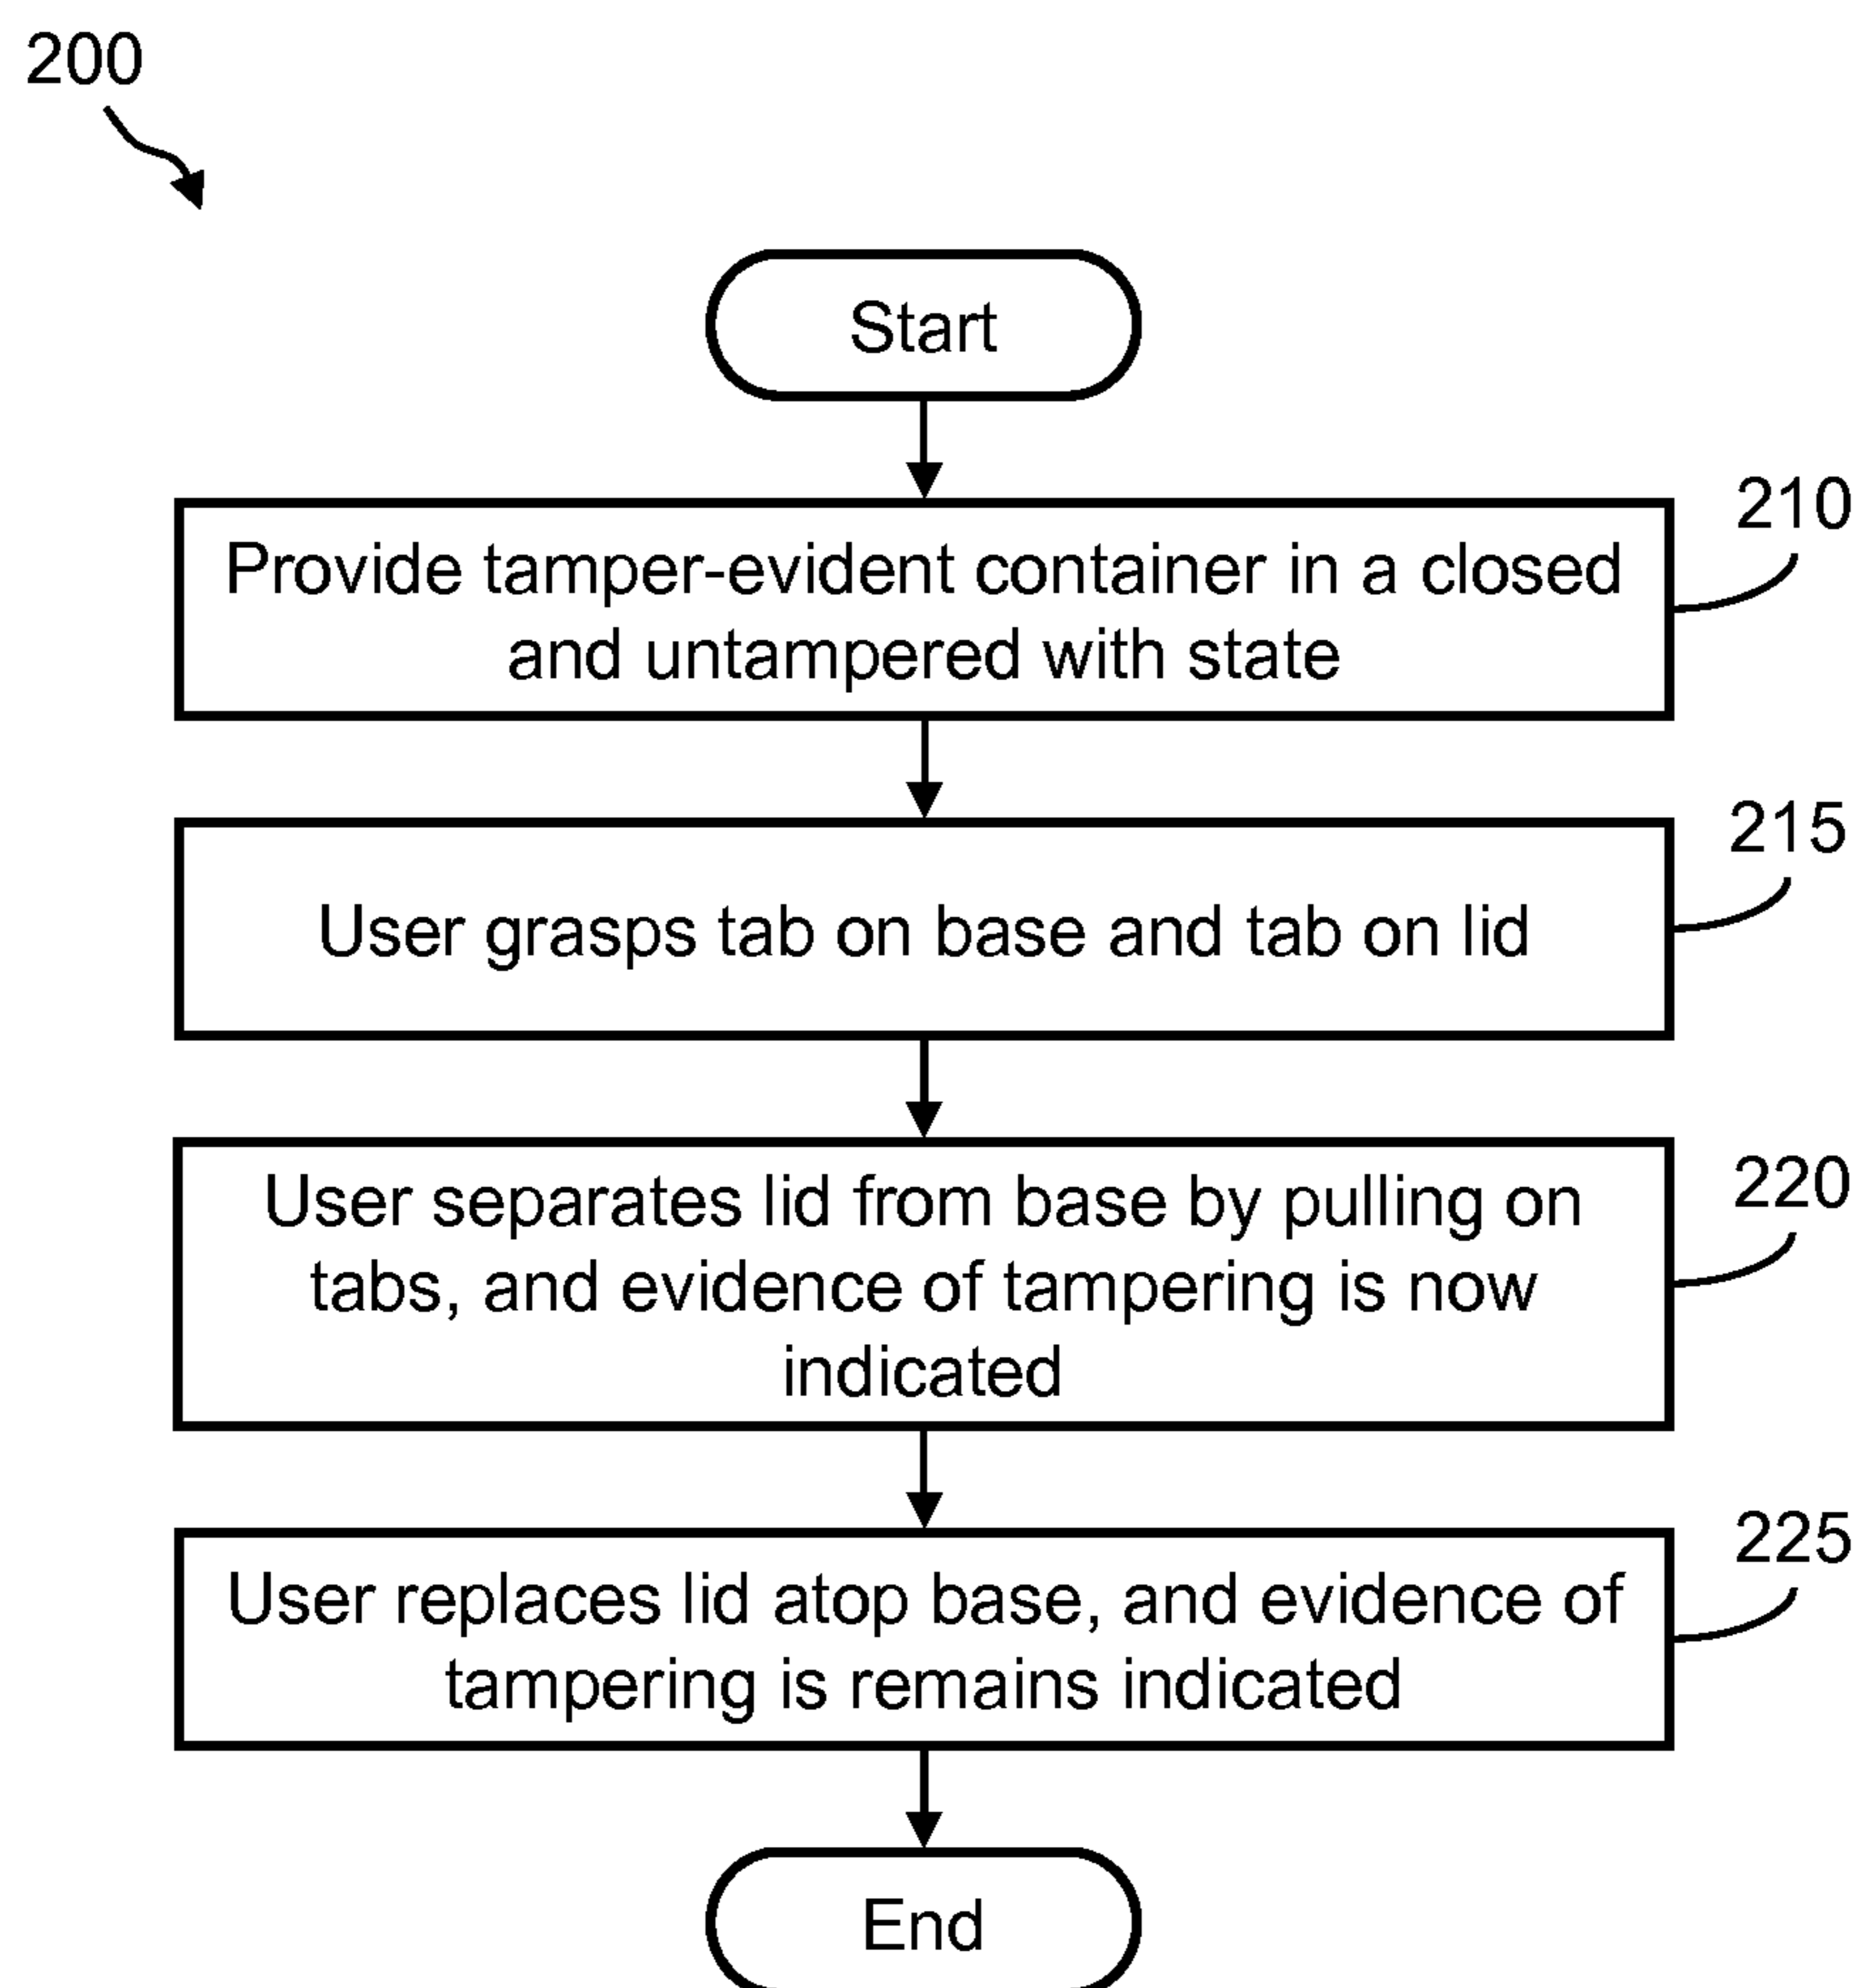 200
Start
210
Provide tamper-evident container in a closed
and untampered with state
215
User grasps tab on base and tab on lid
220
User separates lid from base by pulling on
tabs, and evidence of tampering is now
indicated
225
User replaces lid atop base, and evidence of
tampering is remains indicated
End